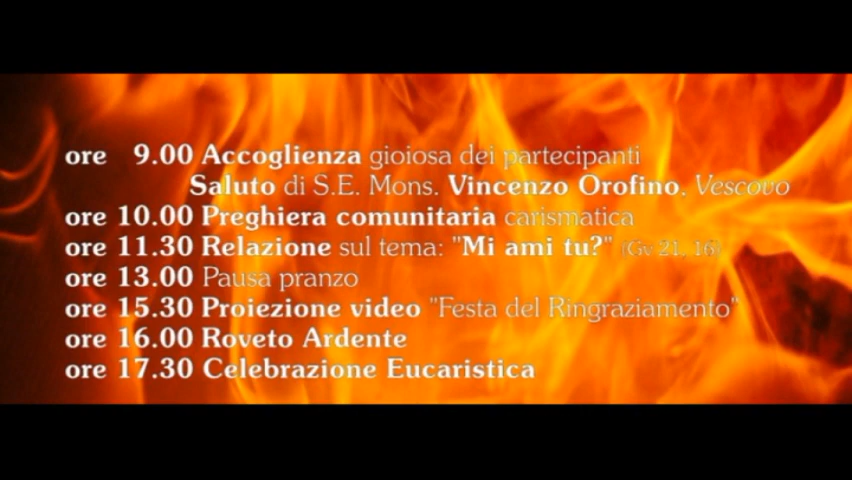 ore 9.00 Accoglienza gioiosa dei partecipanti
Saluto di S.E. Mons. Vincenzo Orofino, Vescovo
ore 10.00 Preghiera comunitaria carismatica
ore 11.30 Relazione sul tema: "Mi ami tu?" (Gv 21, 16)
ore 13.00 Pausa pranzo
ore 15.30 Proiezione video "Festa del Ringraziamento"
ore 16.00 Roveto Ardente
ore 17.30 Celebrazione Eucaristica